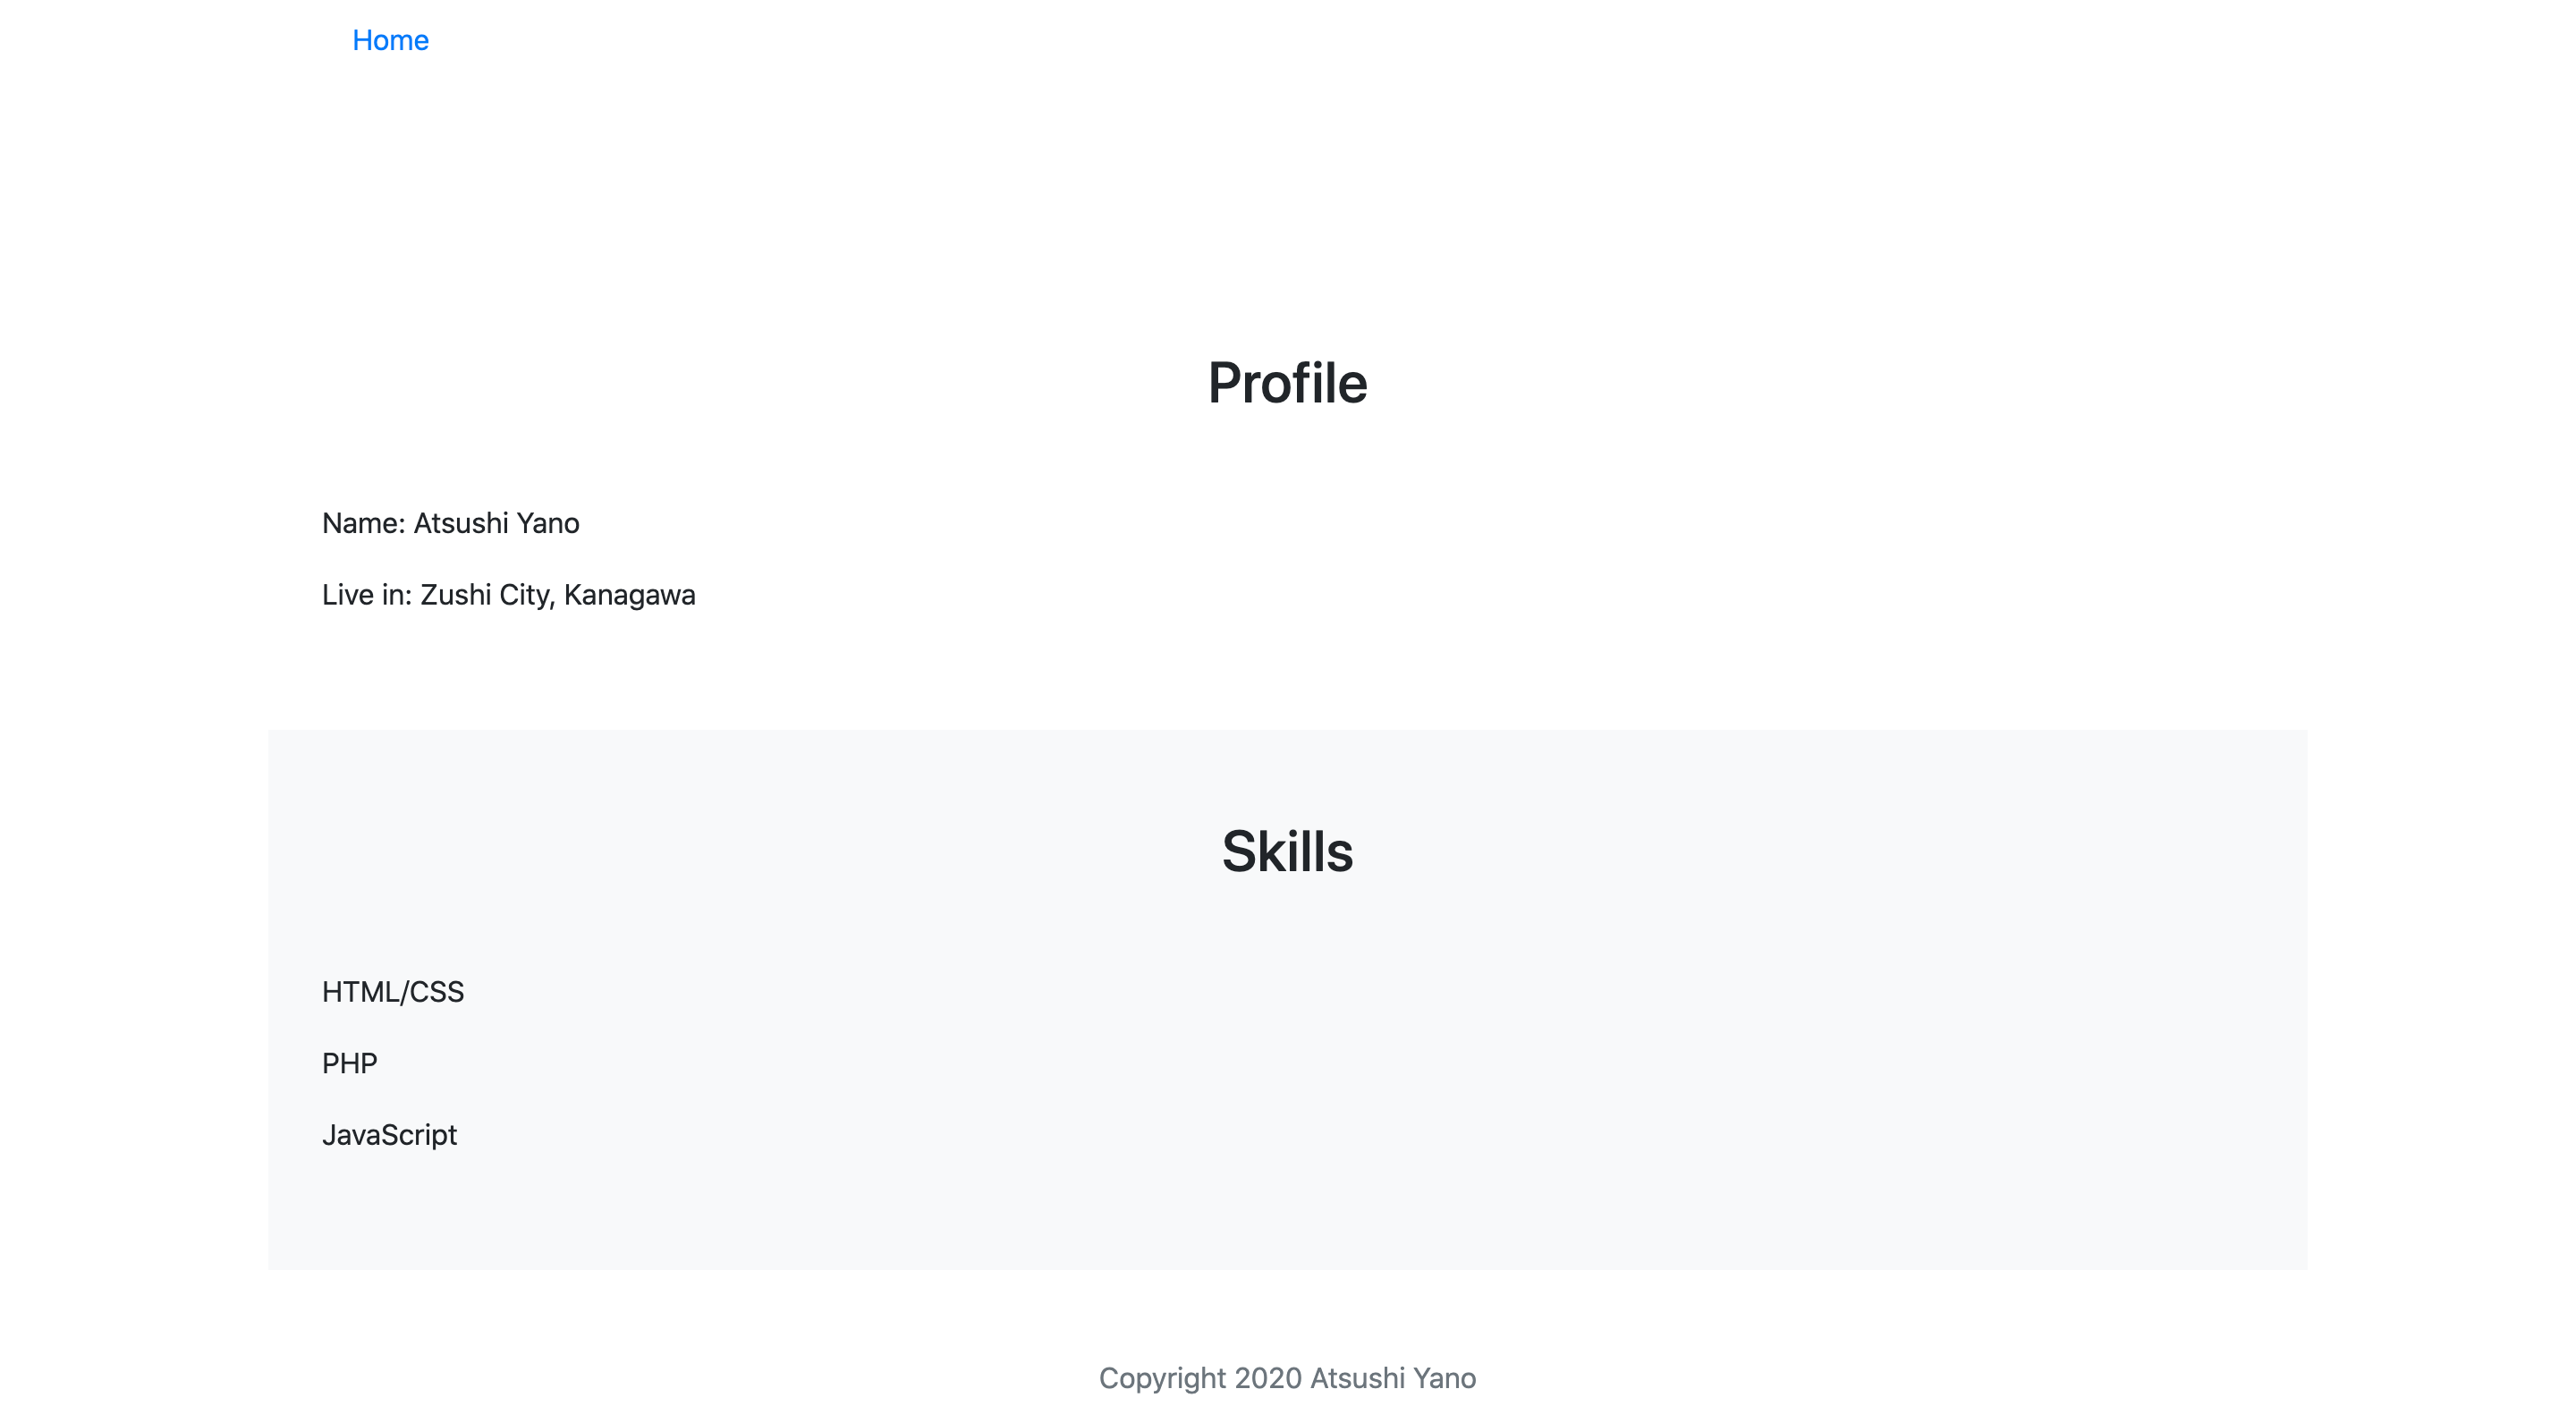 Home
Profile
Name: Atsushi Yano
Live in: Zushi City, Kanagawa
Skills
HTML/CSS
PHP
JavaScript
Copyright 2020 Atsushi Yano